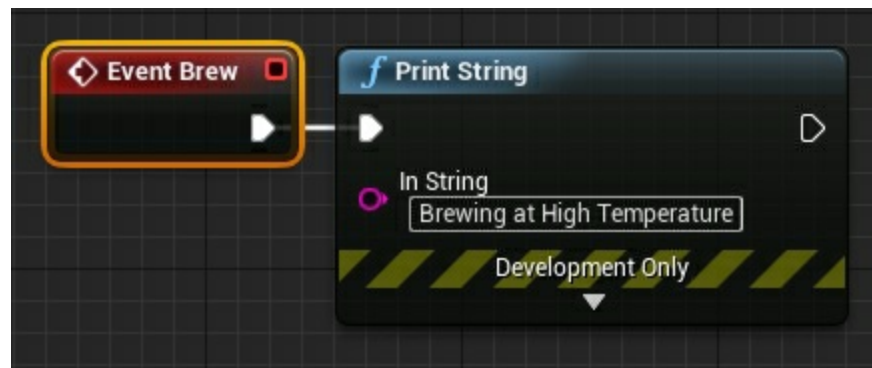 Event Brew
Print String
In String
Brewing at High Temperature
Development Only